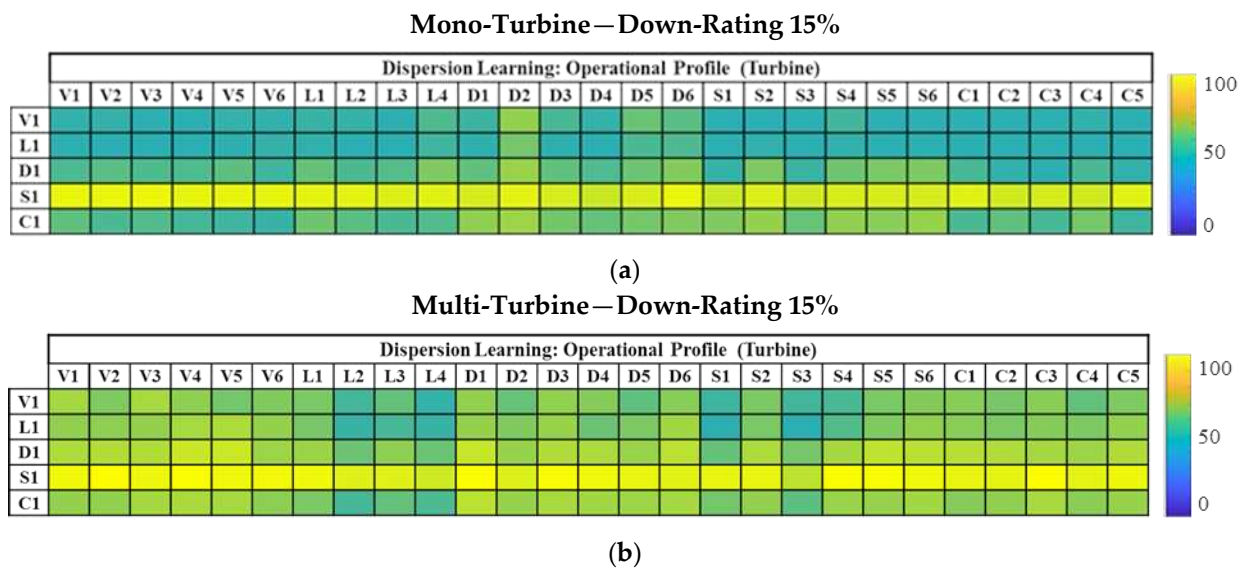 Mono-Turbine—Down-Rating 15%
Dispersion Learning: Operational Profile (Turbine)
V1 V2 V3 V4 V5 V6 L1 L2 L3 L4 D1 D2 D3 D4 D5 D6 S1 S2 S3 S4 S5 S6 C1 C2 C3 C4 C5
V1
L1
D1
S1
C1
100
50
0
(a)
Multi-Turbine—Down-Rating 15%
Dispersion Learning: Operational Profile (Turbine)
V1 V2 V3 V4 V5 V6 L1 L2 L3 L4 D1 D2 D3 D4 D5 D6 S1 S2 S3 S4 S5 S6 C1 C2 C3 C4 C5
V1
L1
D1
S1
C1
100
50
0
(b)